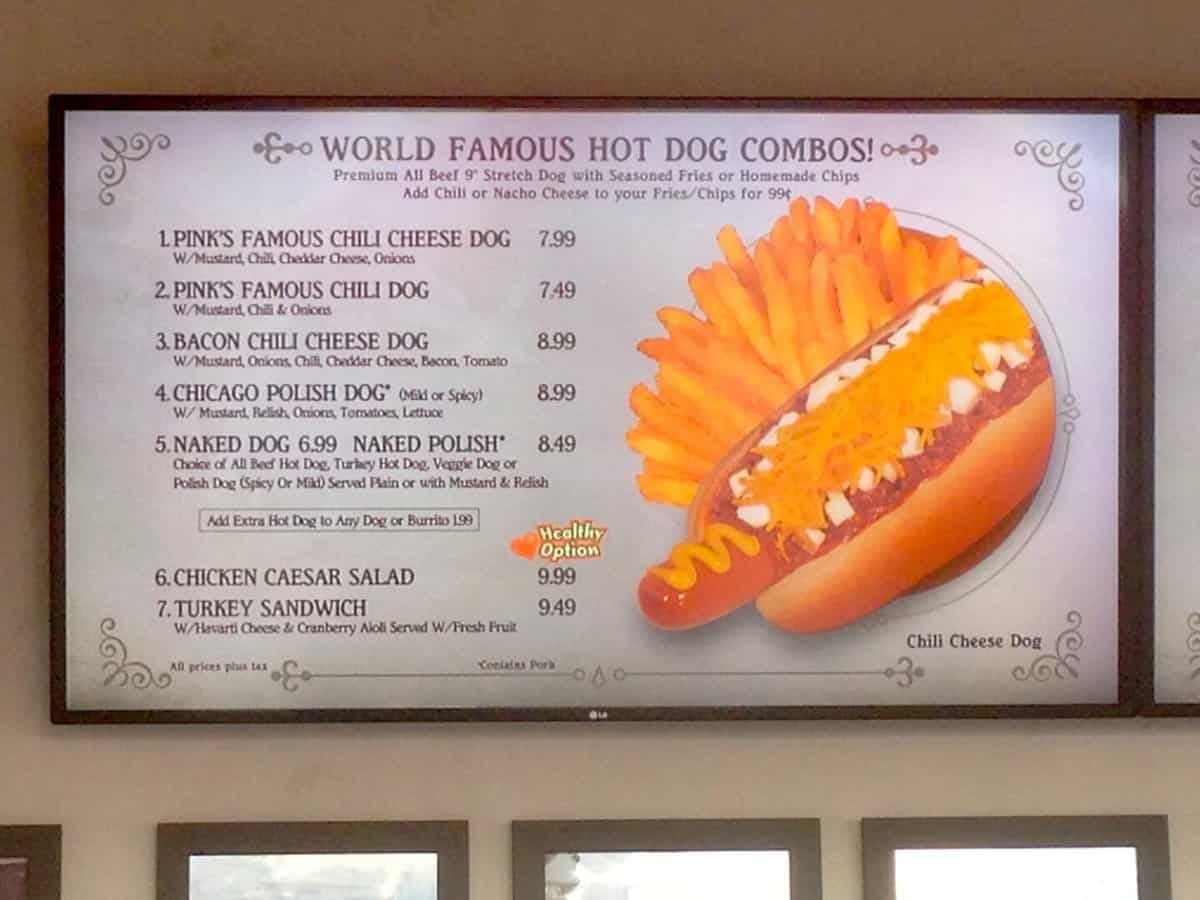 WORLD FAMOUS HOT DOG COMBOS!
Premium All Beef 9" Stretch Dog with Seasoned Fries or Homemade Chips
Add Chili or Nacho Cheese to your Fries/Chips for 99¢
1. PINK'S FAMOUS CHILI CHEESE DOG 7.99
W/Mustard, Chili, Cheddar Cheese, Onions
2. PINK'S FAMOUS CHILI DOG 7.49
W/Mustard, Chili & Onions
3. BACON CHILI CHEESE DOG 8.99
W/Mustard, Onions, Chili, Cheddar Cheese, Bacon, Tomato
4. CHICAGO POLISH DOG* (Mild or Spicy) 8.99
W/ Mustard, Relish, Onions, Tomatoes, Lettuce
5. NAKED DOG 6.99 NAKED POLISH* 8.49
Choice of All Beef Hot Dog, Turkey Hot Dog, Veggie Dog or
Polish Dog (Spicy Or Mild) Served Plain or with Mustard & Relish
Add Extra Hot Dog to Any Dog or Burrito 1.99
Healthy
Option
6. CHICKEN CAESAR SALAD 9.99
7. TURKEY SANDWICH 9.49
W/Havarti Cheese & Cranberry Aioli Served W/Fresh Fruit
Chili Cheese Dog
All prices plus tax
*Contains Pork
LG